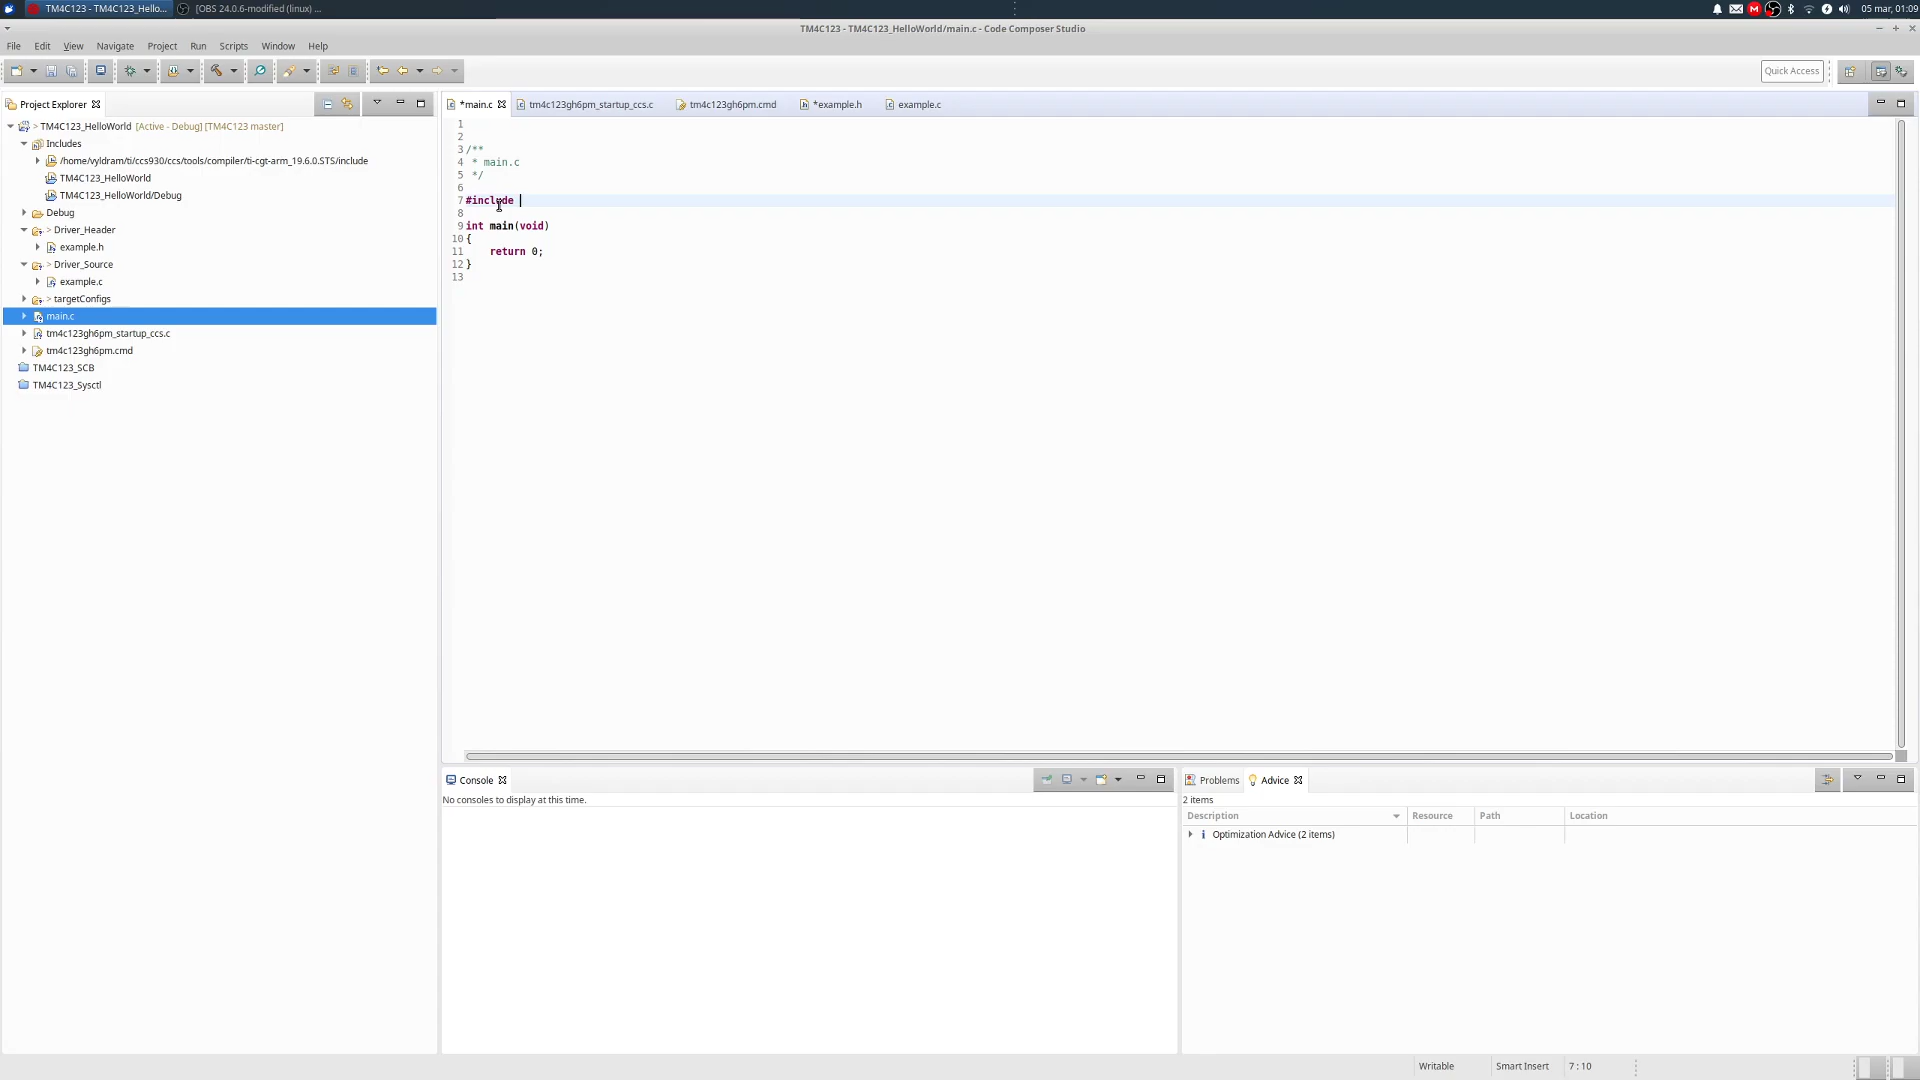 TM4C123 - TM4C123_Hello...
[OBS 24.0.6-modified (linux) ...
05 mar, 01:09
TM4C123 - TM4C123_HelloWorld/main.c - Code Composer Studio
File Edit View Navigate Project Run Scripts Window Help
Quick Access
Project Explorer
*main.c
tm4c123gh6pm_startup_ccs.c
tm4c123gh6pm.cmd
*example.h
example.c
> TM4C123_HelloWorld [Active - Debug] [TM4C123 master]
Includes
/home/vyldram/ti/ccs930/ccs/tools/compiler/ti-cgt-arm_19.6.0.STS/include
TM4C123_HelloWorld
TM4C123_HelloWorld/Debug
Debug
> Driver_Header
example.h
> Driver_Source
example.c
> targetConfigs
main.c
tm4c123gh6pm_startup_ccs.c
tm4c123gh6pm.cmd
TM4C123_SCB
TM4C123_Sysctl
1
2
3 /**
4 * main.c
5 */
6
7 #include
8
9 int main(void)
10 {
11 return 0;
12 }
13
Console
No consoles to display at this time.
Problems
Advice
2 items
Description Resource Path Location
i Optimization Advice (2 items)
Writable
Smart Insert
7 : 10